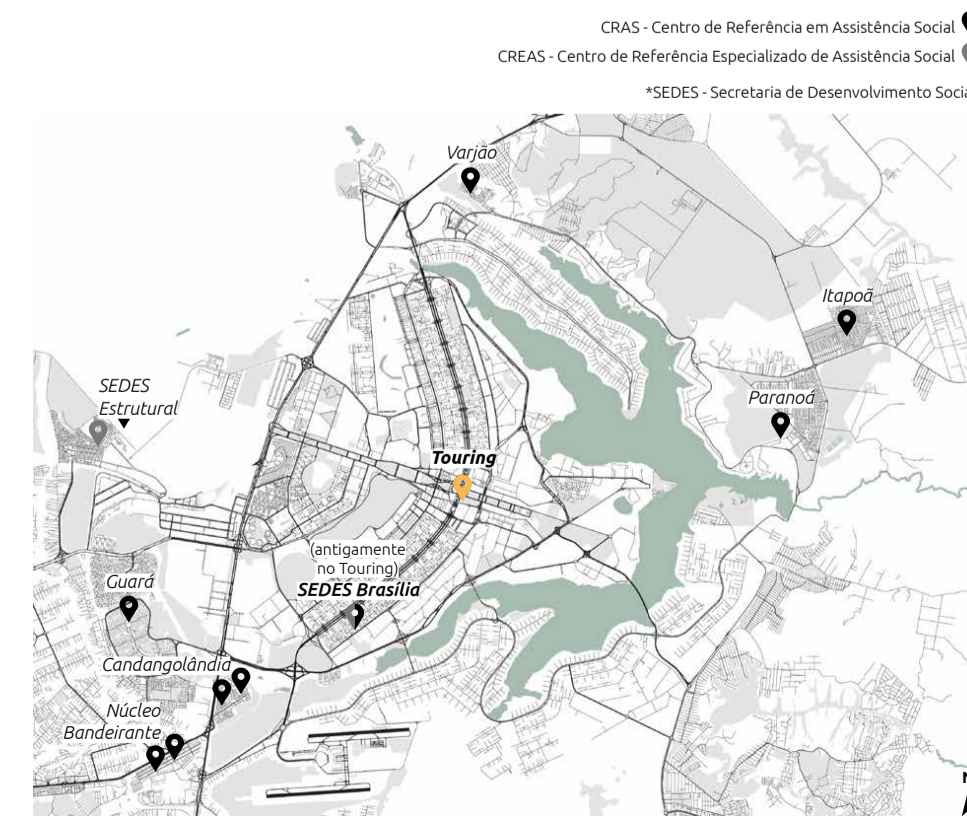 CRAS - Centro de Referência em Assistência Social
CREAS - Centro de Referência Especializado de Assistência Social
*SEDES - Secretaria de Desenvolvimento Social
Varjão
Itapoã
SEDES
Estrutural
Paranoá
Touring
(antigamente
no Touring)
SEDES Brasília
Guará
Candangolândia
Núcleo
Bandeirante
N